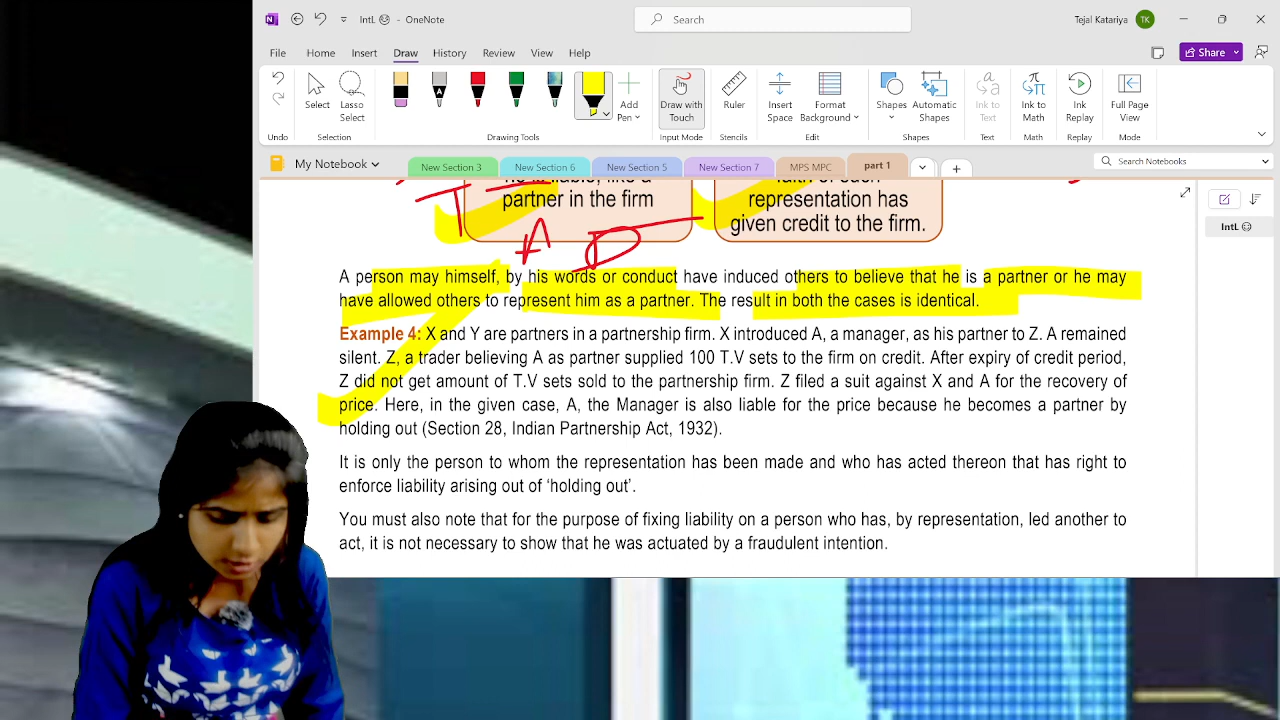 IntL - OneNote
Search
Tejal Katariya
TK
File Home Insert Draw History Review View Help
Share
Select Lasso Select
Add Pen
Draw with Touch
Ruler
Insert Space
Format Background
Shapes
Automatic Shapes
Ink to Text
Ink to Math
Ink Replay
Full Page View
Undo Selection Drawing Tools Input Mode Stencils Edit Shapes Text Math Replay Mode
My Notebook
New Section 3 New Section 6 New Section 5 New Section 7 MPS MPC part 1
Search Notebooks
IntL
partner in the firm
representation has
given credit to the firm.
T
A
D
A person may himself, by his words or conduct have induced others to believe that he is a partner or he may
have allowed others to represent him as a partner. The result in both the cases is identical.
Example 4: X and Y are partners in a partnership firm. X introduced A, a manager, as his partner to Z. A remained
silent. Z, a trader believing A as partner supplied 100 T.V sets to the firm on credit. After expiry of credit period,
Z did not get amount of T.V sets sold to the partnership firm. Z filed a suit against X and A for the recovery of
price. Here, in the given case, A, the Manager is also liable for the price because he becomes a partner by
holding out (Section 28, Indian Partnership Act, 1932).
It is only the person to whom the representation has been made and who has acted thereon that has right to
enforce liability arising out of ‘holding out’.
You must also note that for the purpose of fixing liability on a person who has, by representation, led another to
act, it is not necessary to show that he was actuated by a fraudulent intention.